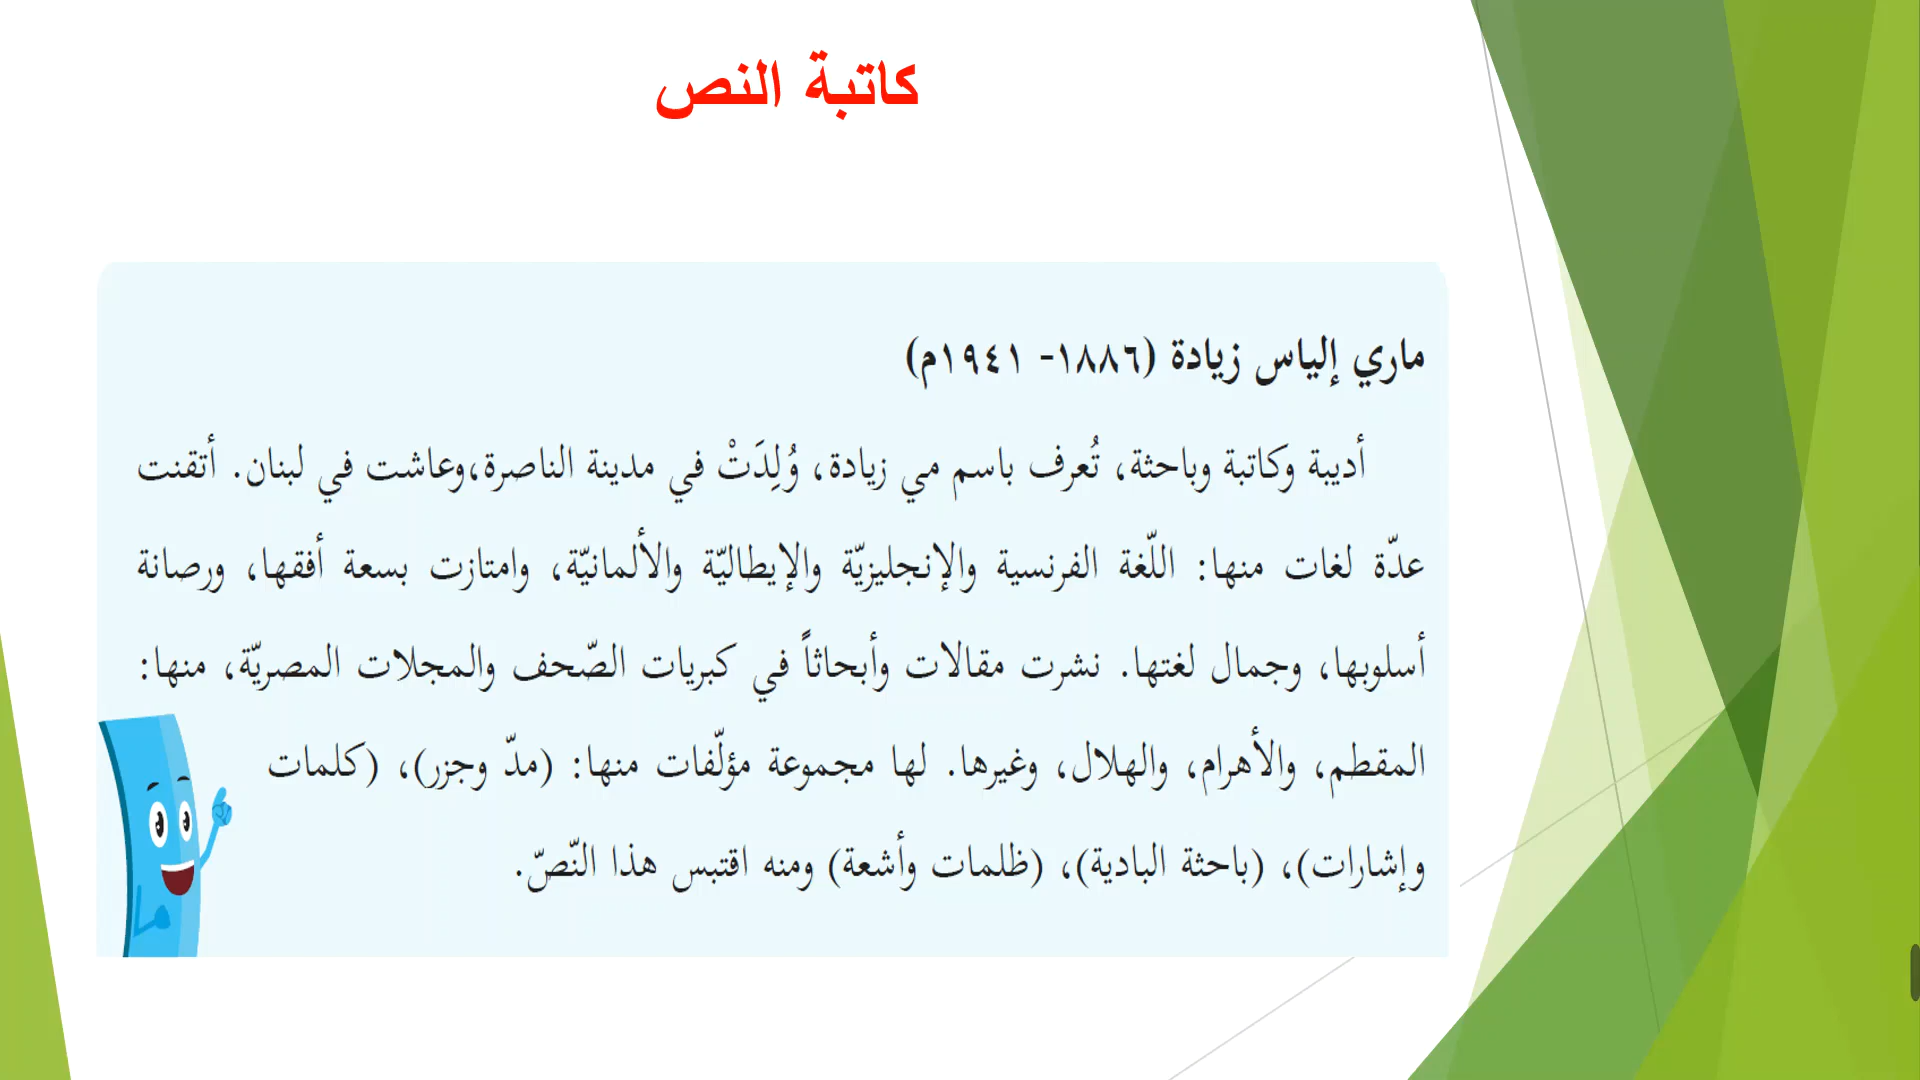 كاتبة النص
ماري إلياس زيادة (١٨٨٦- ١٩٤١م)
أديبة وكاتبة وباحثة، تُعرف باسم مي زيادة، وُلِدَتْ في مدينة الناصرة،وعاشت في لبنان. أتقنت
عدّة لغات منها: اللّغة الفرنسية والإنجليزيّة والإيطاليّة والألمانيّة، وامتازت بسعة أفقها، ورصانة
أسلوبها، وجمال لغتها. نشرت مقالات وأبحاثاً في كبريات الصّحف والمجلات المصريّة، منها:
المقطم، والأهرام، والهلال، وغيرها. لها مجموعة مؤلّفات منها: (مدّ وجزر)، (كلمات
وإشارات)، (باحثة البادية)، (ظلمات وأشعة) ومنه اقتبس هذا النّصّ.